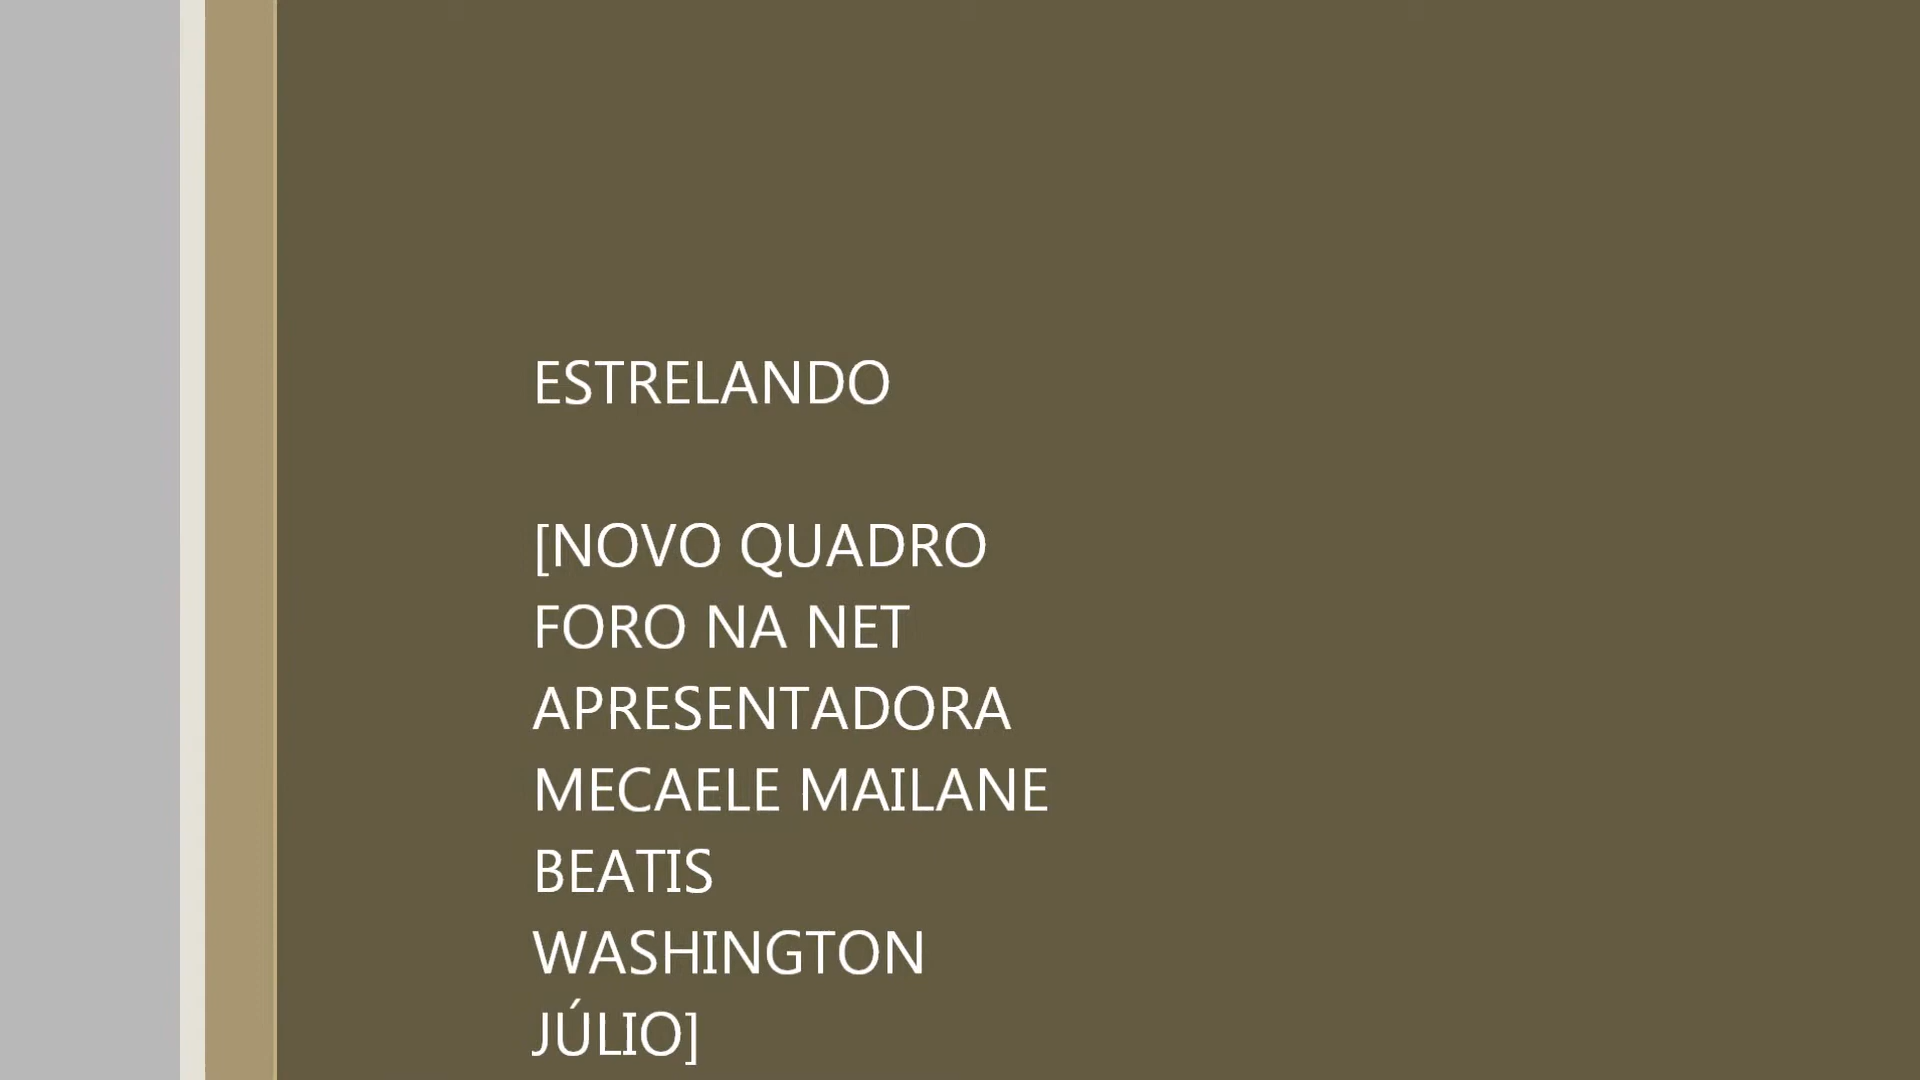 ESTRELANDO
[NOVO QUADRO
FORO NA NET
APRESENTADORA
MECAELE MAILANE
BEATIS
WASHINGTON
JÚLIO]